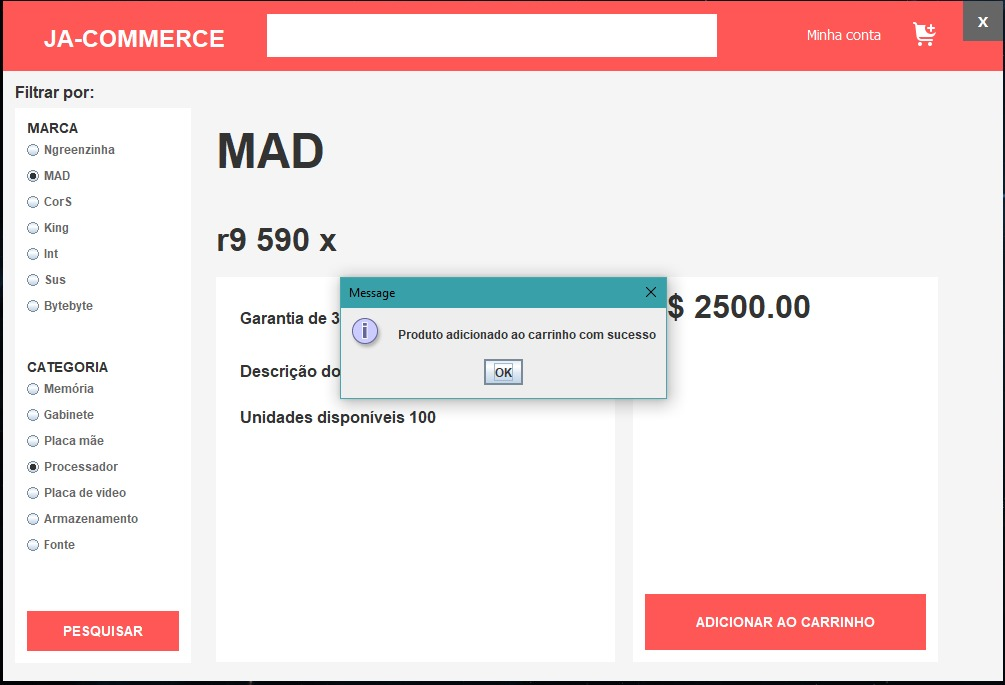 JA-COMMERCE
Minha conta
X
Filtrar por:
MARCA
Ngreenzinha
MAD
CorS
King
Int
Sus
Bytebyte
CATEGORIA
Memória
Gabinete
Placa mãe
Processador
Placa de video
Armazenamento
Fonte
PESQUISAR
MAD
r9 590 x
Garantia de 3
Descrição do
Unidades disponíveis 100
Message
Produto adicionado ao carrinho com sucesso
OK
$ 2500.00
ADICIONAR AO CARRINHO